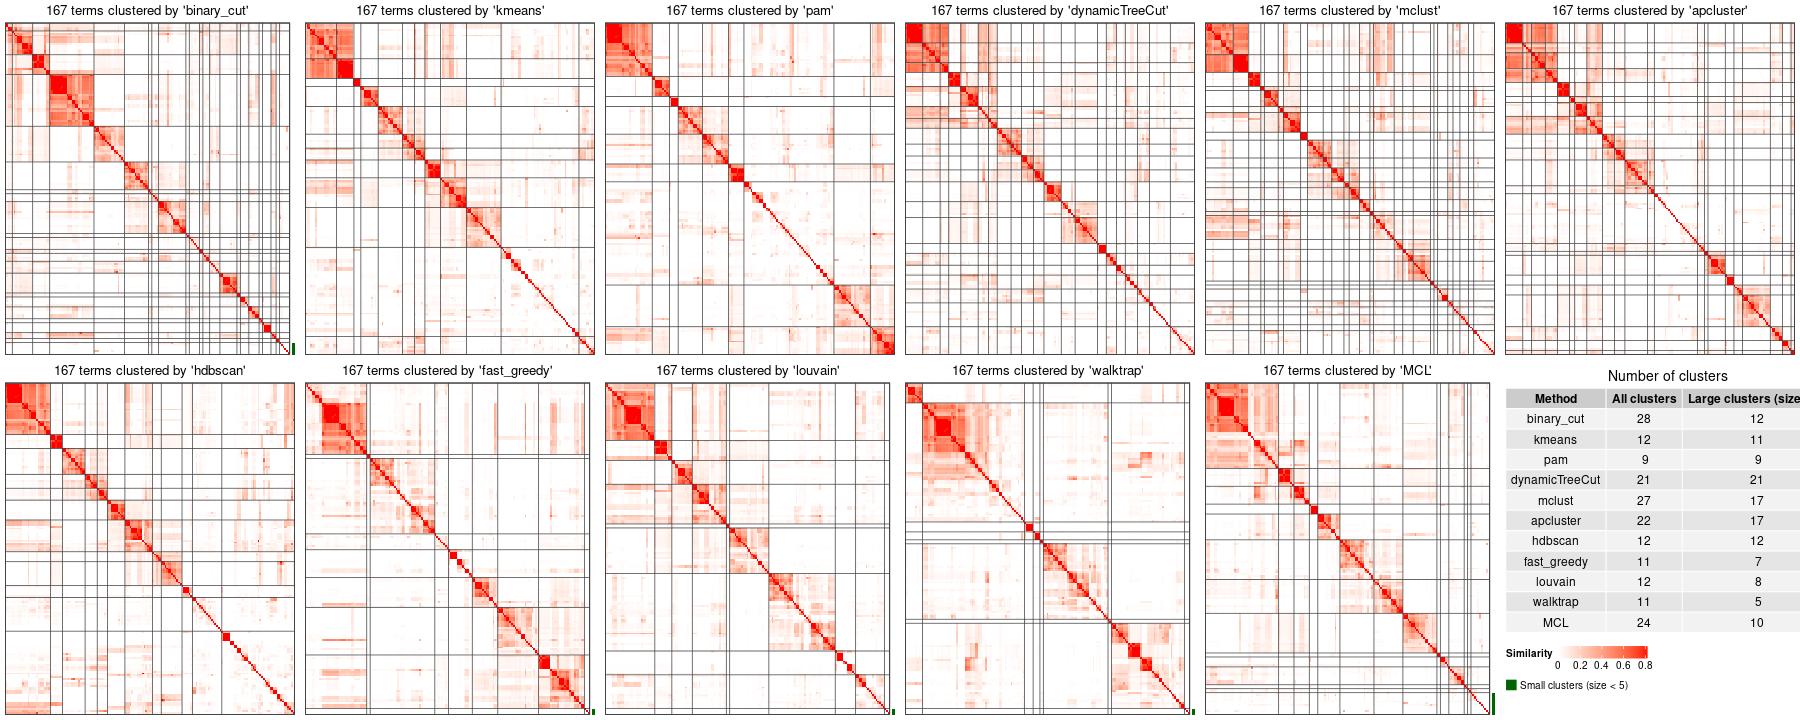 167 terms clustered by 'binary_cut'
167 terms clustered by 'kmeans'
167 terms clustered by 'pam'
167 terms clustered by 'dynamicTreeCut'
167 terms clustered by 'mclust'
167 terms clustered by 'apcluster'
167 terms clustered by 'hdbscan'
167 terms clustered by 'fast_greedy'
167 terms clustered by 'louvain'
167 terms clustered by 'walktrap'
167 terms clustered by 'MCL'
Number of clusters
Method All clusters Large clusters (size
binary_cut 28 12
kmeans 12 11
pam 9 9
dynamicTreeCut 21 21
mclust 27 17
apcluster 22 17
hdbscan 12 12
fast_greedy 11 7
louvain 12 8
walktrap 11 5
MCL 24 10
Similarity
0 0.2 0.4 0.6 0.8
Small clusters (size < 5)